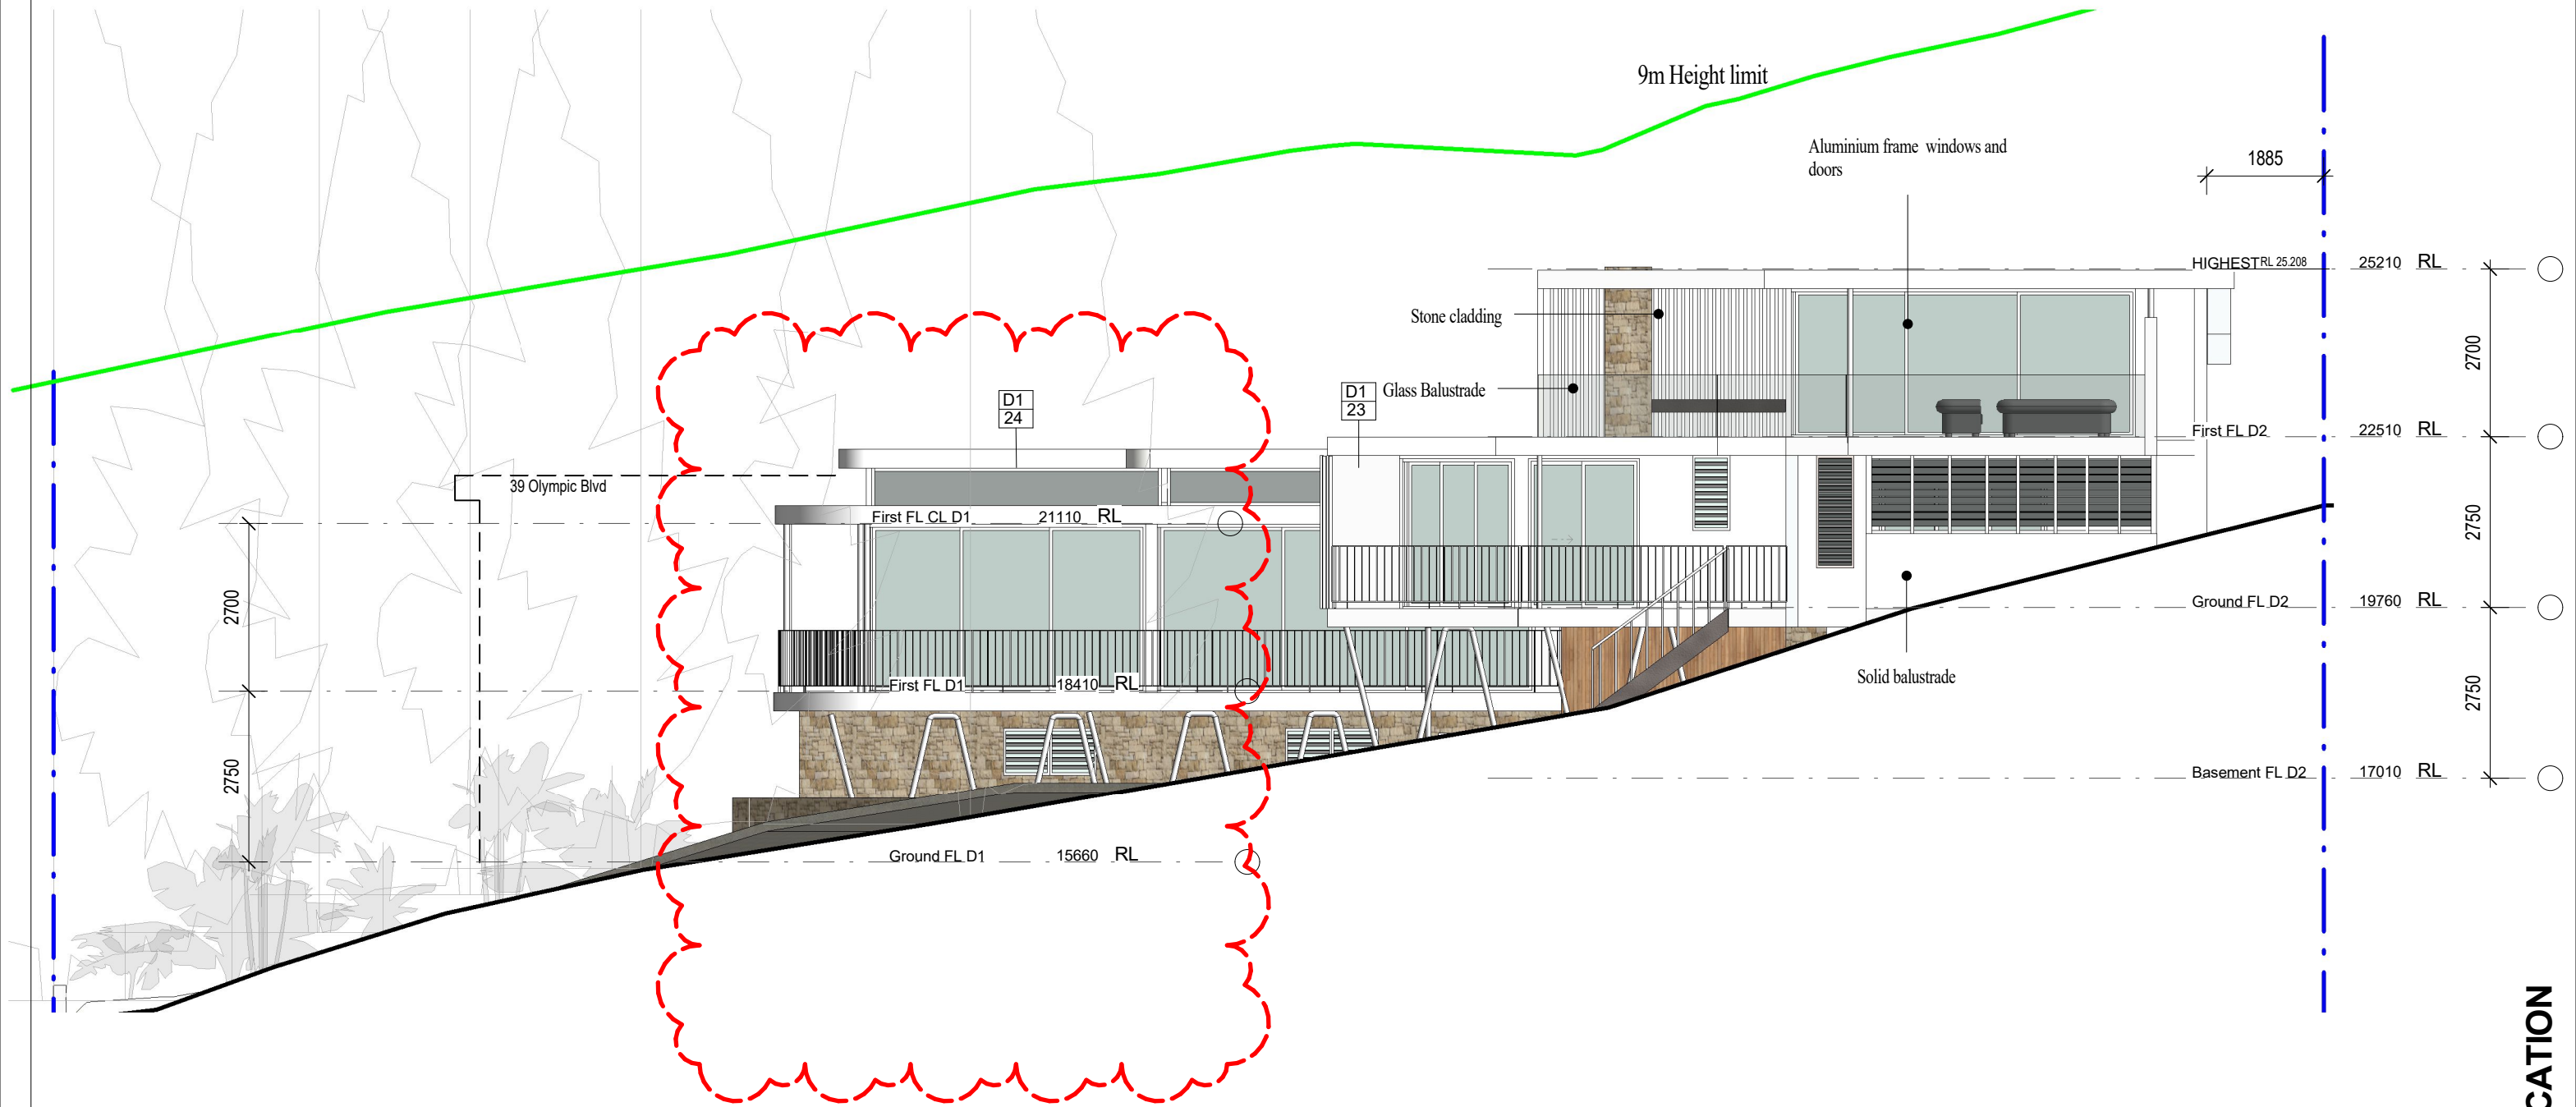 9m Height limit
Aluminium frame windows and
doors
1885
HIGHEST RL 25.208
25210 RL
Stone cladding
2700
D1
24
D1
23
Glass Balustrade
First FL D2
22510 RL
39 Olympic Blvd
First FL CL D1
21110 RL
2750
2700
Ground FL D2
19760 RL
First FL D1
18410 RL
Solid balustrade
2750
2750
Basement FL D2
17010 RL
Ground FL D1
15660 RL
CATION